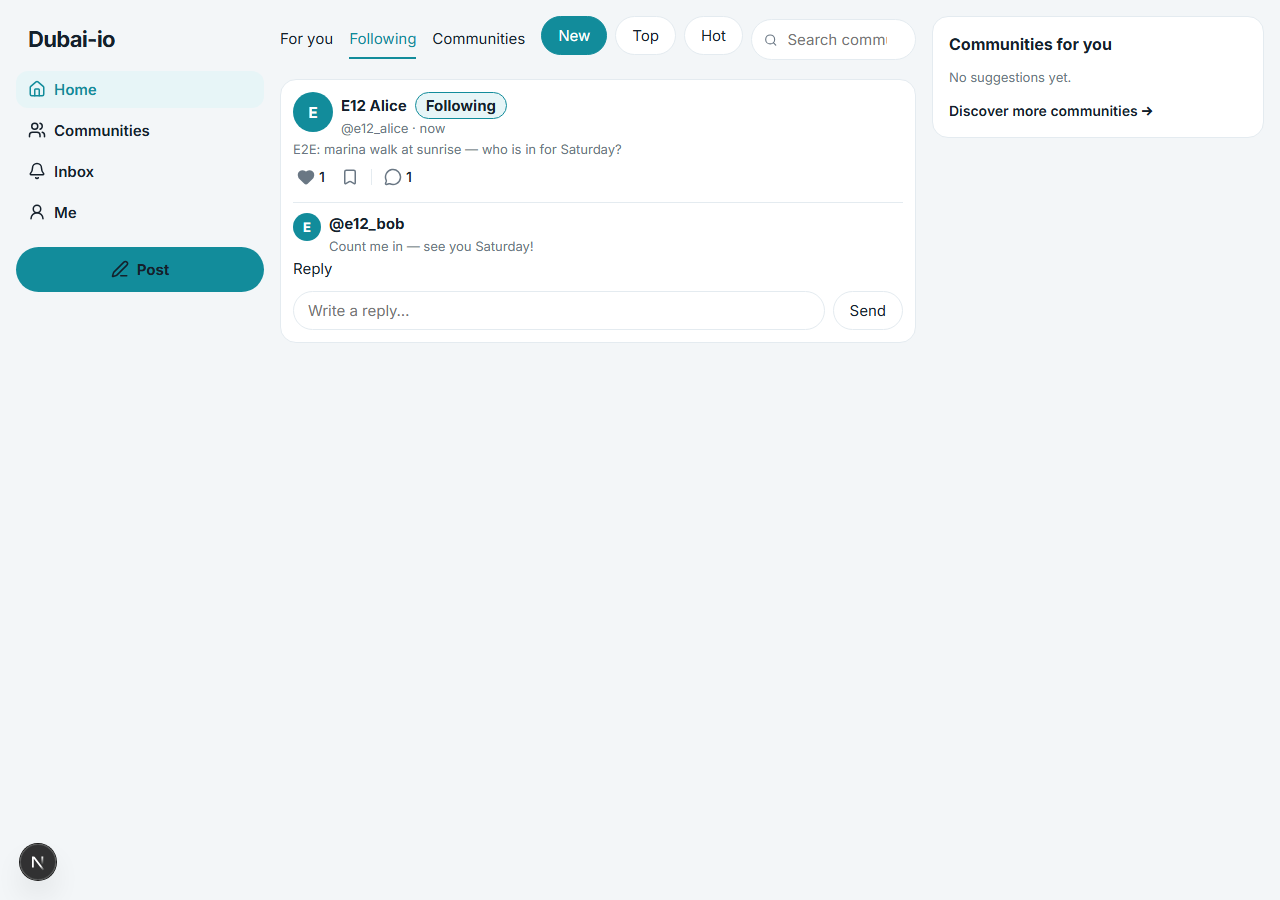 Dubai-io
Home
Communities
Inbox
Me
Post
For you Following Communities New Top Hot Search comm
E E12 Alice Following
@e12_alice · now
E2E: marina walk at sunrise — who is in for Saturday?
1 1
E @e12_bob
Count me in — see you Saturday!
Reply
Write a reply... Send
Communities for you
No suggestions yet.
Discover more communities →
N